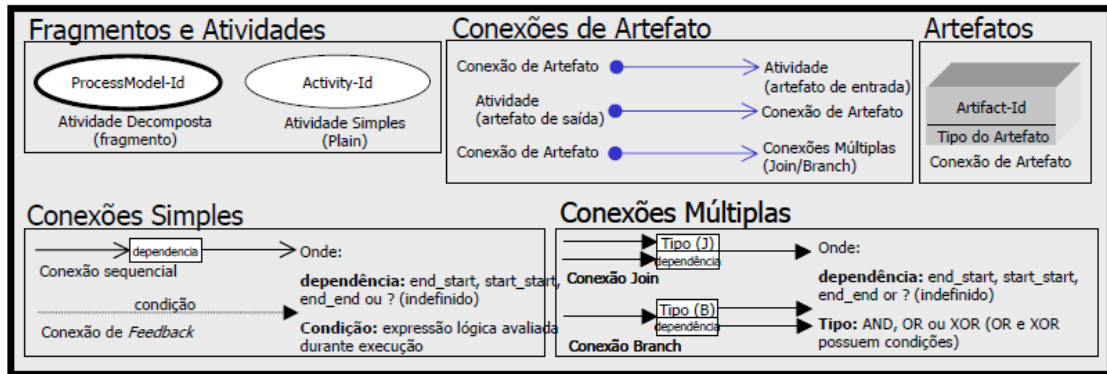 Fragmentos e Atividades
ProcessModel-Id
Activity-Id
Atividade Decomposta
(fragmento)
Atividade Simples
(Plain)
Conexões de Artefato
Conexão de Artefato
Atividade
(artefato de entrada)
Atividade
(artefato de saída)
Conexão de Artefato
Conexão de Artefato
Conexões Múltiplas
(Join/Branch)
Artefatos
Artifact-Id
Tipo do Artefato
Conexão de Artefato
Conexões Simples
dependencia
Conexão sequencial
condição
Conexão de Feedback
Onde:
dependência: end_start, start_start,
end_end ou ? (indefinido)
Condição: expressão lógica avaliada
durante execução
Conexões Múltiplas
Tipo (J)
dependência
Conexão Join
Tipo (B)
dependência
Conexão Branch
Onde:
dependência: end_start, start_start,
end_end or ? (indefinido)
Tipo: AND, OR ou XOR (OR e XOR
possuem condições)